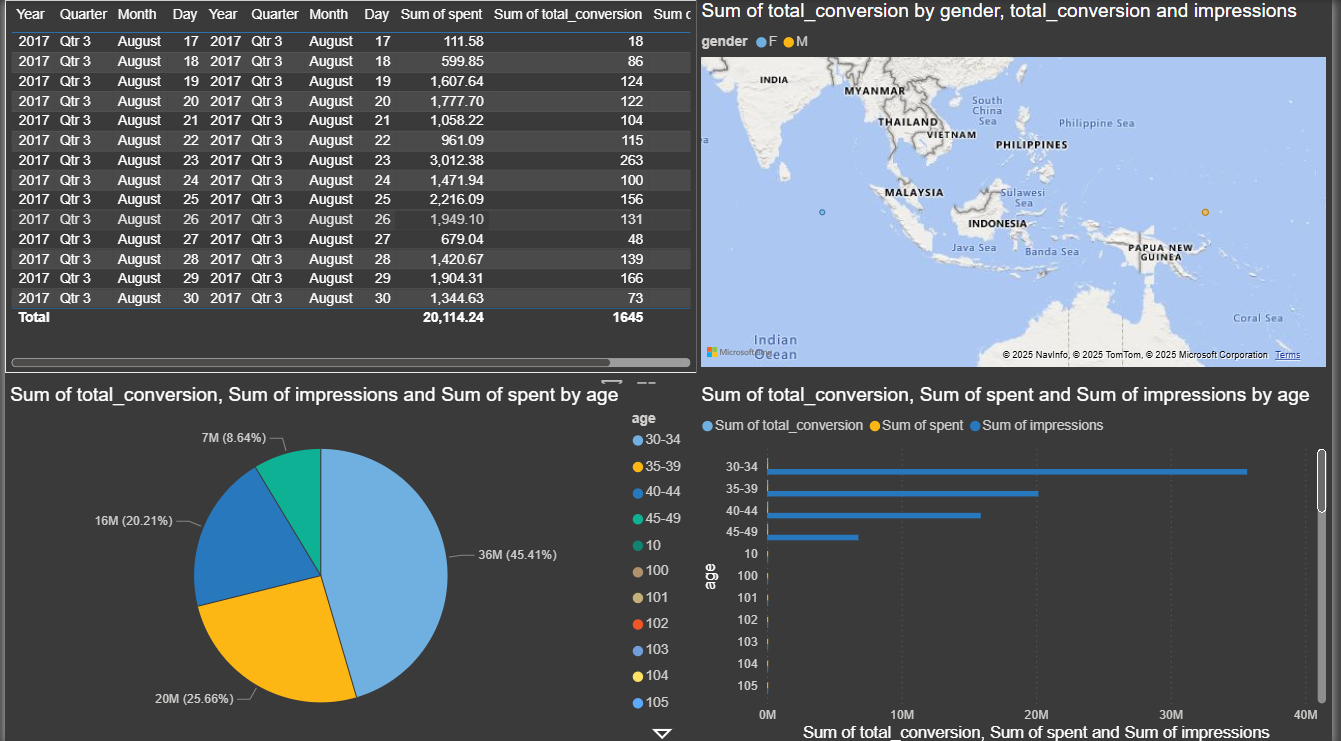 Year Quarter Month Day Year Quarter Month Day Sum of spent Sum of total_conversion Sum c
2017 Qtr 3 August 17 2017 Qtr 3 August 17 111.58 18
2017 Qtr 3 August 18 2017 Qtr 3 August 18 599.85 86
2017 Qtr 3 August 19 2017 Qtr 3 August 19 1,607.64 124
2017 Qtr 3 August 20 2017 Qtr 3 August 20 1,777.70 122
2017 Qtr 3 August 21 2017 Qtr 3 August 21 1,058.22 104
2017 Qtr 3 August 22 2017 Qtr 3 August 22 961.09 115
2017 Qtr 3 August 23 2017 Qtr 3 August 23 3,012.38 263
2017 Qtr 3 August 24 2017 Qtr 3 August 24 1,471.94 100
2017 Qtr 3 August 25 2017 Qtr 3 August 25 2,216.09 156
2017 Qtr 3 August 26 2017 Qtr 3 August 26 1,949.10 131
2017 Qtr 3 August 27 2017 Qtr 3 August 27 679.04 48
2017 Qtr 3 August 28 2017 Qtr 3 August 28 1,420.67 139
2017 Qtr 3 August 29 2017 Qtr 3 August 29 1,904.31 166
2017 Qtr 3 August 30 2017 Qtr 3 August 30 1,344.63 73
Total 20,114.24 1645
Sum of total_conversion by gender, total_conversion and impressions
gender F M
INDIA
MYANMAR
South
China
Sea
THAILAND
VIETNAM
Philippine Sea
PHILIPPINES
MALAYSIA
Sulawesi
Sea
INDONESIA
Java Sea
Banda Sea
PAPUA NEW
GUINEA
Coral Sea
Indian
Ocean
Microsoft Bing
© 2025 NavInfo, © 2025 TomTom, © 2025 Microsoft Corporation Terms
Sum of total_conversion, Sum of impressions and Sum of spent by age
7M (8.64%)
16M (20.21%)
36M (45.41%)
20M (25.66%)
age
30-34
35-39
40-44
45-49
10
100
101
102
103
104
105
Sum of total_conversion, Sum of spent and Sum of impressions by age
Sum of total_conversion Sum of spent Sum of impressions
age
30-34
35-39
40-44
45-49
10
100
101
102
103
104
105
0M 10M 20M 30M 40M
Sum of total_conversion, Sum of spent and Sum of impressions